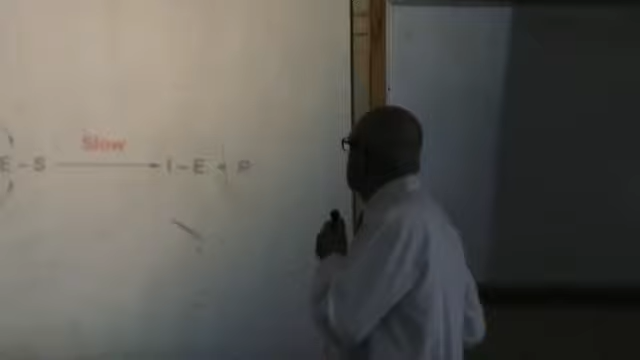 Slow
E – S ⟶ I – E + P